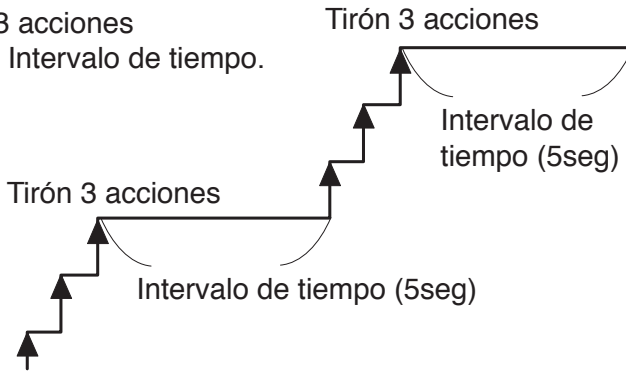 3 acciones
Intervalo de tiempo.
Tirón 3 acciones
Intervalo de
tiempo (5seg)
Tirón 3 acciones
Intervalo de tiempo (5seg)